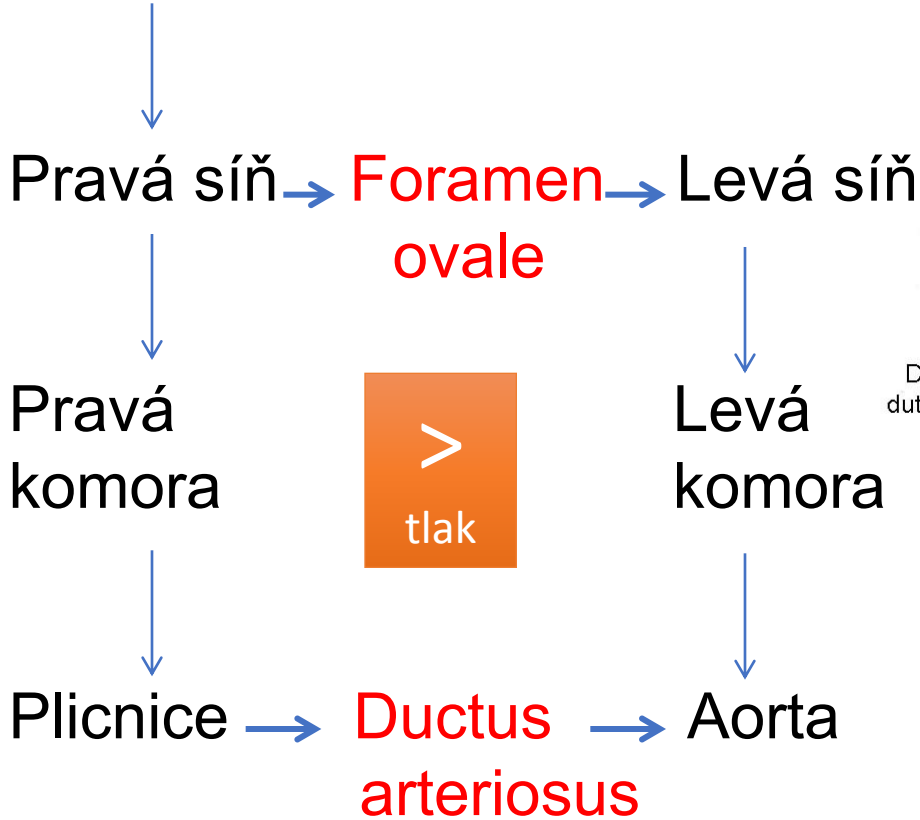 Pravá síň Foramen Levá síň
ovale
Pravá > Levá
komora tlak komora
Plicnice Ductus Aorta
arteriosus